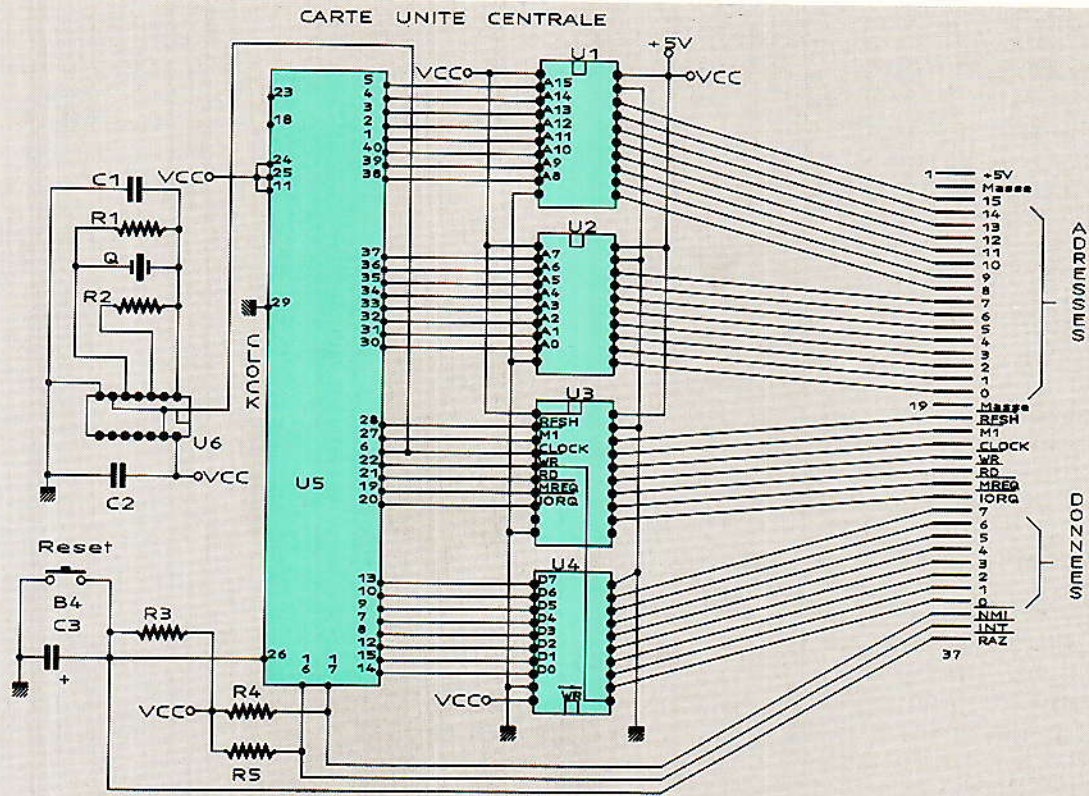 CARTE UNITE CENTRALE
+5V
VCC
VCC
U1
A15
A14
A13
A12
A11
A10
A9
A8
U2
A7
A6
A5
A4
A3
A2
A1
A0
U3
RFSH
M1
CLOCK
WR
RD
MREQ
IORQ
U4
D7
D6
D5
D4
D3
D2
D1
D0
WR
VCC
23
18
24
25
11
VCC
29
CLOCK
U5
26
16
17
5
4
3
2
1
40
39
38
37
36
35
34
33
32
31
30
28
27
6
22
21
19
20
13
10
9
7
8
12
15
14
C1
R1
Q
R2
U6
C2
VCC
Reset
B4
C3
+
R3
VCC
R4
R5
1
+5V
Masse
15
14
13
12
11
10
9
8
7
6
5
4
3
2
1
0
ADRESSES
19
Masse
RFSH
M1
CLOCK
WR
RD
MREQ
IORQ
7
6
5
4
3
2
1
0
DONNEES
NMI
INT
RAZ
37